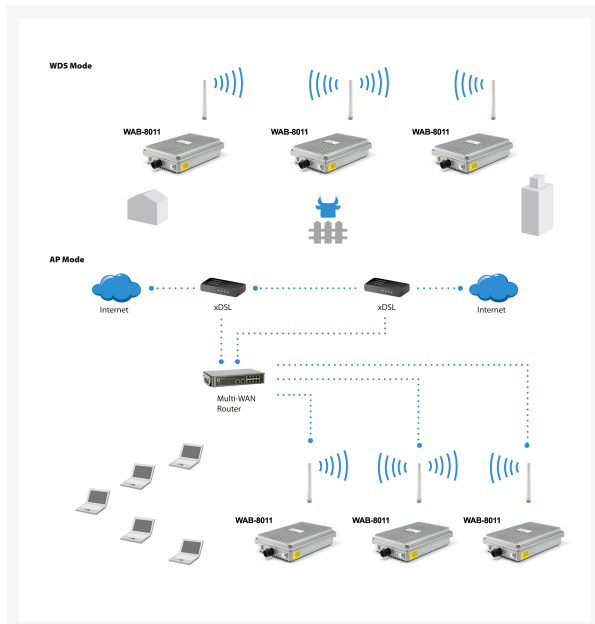 WDS Mode
WAB-8011
WAB-8011
WAB-8011
AP Mode
Internet
xDSL
xDSL
Internet
Multi-WAN
Router
WAB-8011
WAB-8011
WAB-8011